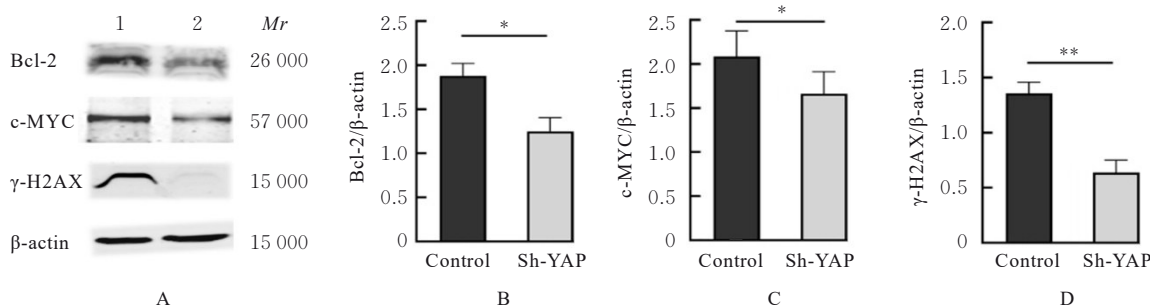 1 2 Mr
Bcl-2 26 000
c-MYC 57 000
γ-H2AX 15 000
β-actin 15 000
A
*
2.5
2.0
1.5
1.0
0.5
0
Bcl-2/β-actin
Control Sh-YAP
B
*
2.5
2.0
1.5
1.0
0.5
0
c-MYC/β-actin
Control Sh-YAP
C
**
2.0
1.5
1.0
0.5
0
γ-H2AX/β-actin
Control Sh-YAP
D